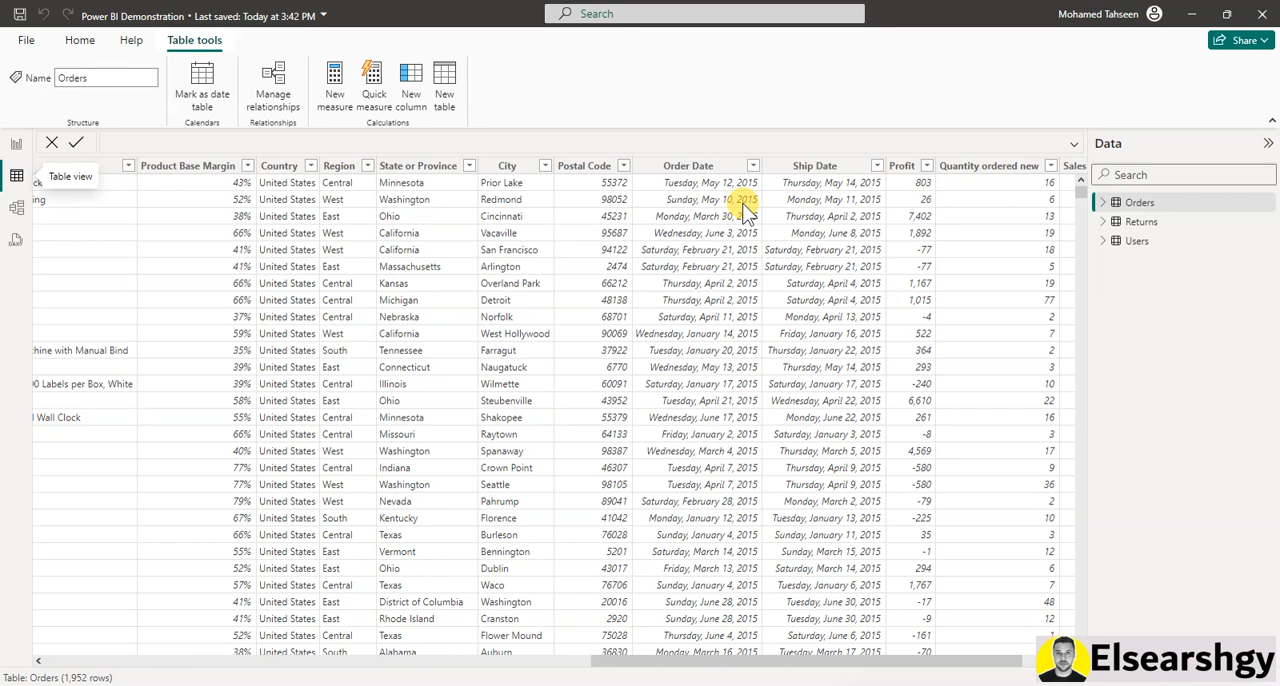 Power BI Demonstration • Last saved: Today at 3:42 PM
Search
Mohamed Tahseen
File Home Help Table tools
Share
Name Orders
Mark as date table
Manage relationships
New measure
Quick measure
New column
New table
Structure Calendars Relationships Calculations
Table view
Product Base Margin Country Region State or Province City Postal Code Order Date Ship Date Profit Quantity ordered new Sales
43% United States Central Minnesota Prior Lake 55372 Tuesday, May 12, 2015 Thursday, May 14, 2015 803 16
ing 52% United States West Washington Redmond 98052 Sunday, May 10, 2015 Monday, May 11, 2015 26 6
38% United States East Ohio Cincinnati 45231 Monday, March 30, 2015 Thursday, April 2, 2015 7,402 13
66% United States West California Vacaville 95687 Wednesday, June 3, 2015 Monday, June 8, 2015 1,892 19
41% United States West California San Francisco 94122 Saturday, February 21, 2015 Saturday, February 21, 2015 -77 18
41% United States East Massachusetts Arlington 2474 Saturday, February 21, 2015 Saturday, February 21, 2015 -77 5
66% United States Central Kansas Overland Park 66212 Thursday, April 2, 2015 Saturday, April 4, 2015 1,167 19
66% United States Central Michigan Detroit 48138 Thursday, April 2, 2015 Saturday, April 4, 2015 1,015 77
37% United States Central Nebraska Norfolk 68701 Saturday, April 11, 2015 Monday, April 13, 2015 -4 2
59% United States West California West Hollywood 90069 Wednesday, January 14, 2015 Friday, January 16, 2015 522 7
chine with Manual Bind 35% United States South Tennessee Farragut 37922 Tuesday, January 20, 2015 Thursday, January 22, 2015 364 2
39% United States East Connecticut Naugatuck 6770 Wednesday, May 13, 2015 Thursday, May 14, 2015 293 3
00 Labels per Box, White 39% United States Central Illinois Wilmette 60091 Saturday, January 17, 2015 Saturday, January 17, 2015 -240 10
58% United States East Ohio Steubenville 43952 Tuesday, April 21, 2015 Wednesday, April 22, 2015 6,610 22
l Wall Clock 55% United States Central Minnesota Shakopee 55379 Wednesday, June 17, 2015 Monday, June 22, 2015 261 16
66% United States Central Missouri Raytown 64133 Friday, January 2, 2015 Saturday, January 3, 2015 -8 3
40% United States West Washington Spanaway 98387 Wednesday, March 4, 2015 Thursday, March 5, 2015 4,569 17
77% United States Central Indiana Crown Point 46307 Tuesday, April 7, 2015 Thursday, April 9, 2015 -580 9
77% United States West Washington Seattle 98105 Tuesday, April 7, 2015 Thursday, April 9, 2015 -580 36
79% United States West Nevada Pahrump 89041 Saturday, February 28, 2015 Monday, March 2, 2015 -79 2
67% United States South Kentucky Florence 41042 Monday, January 12, 2015 Tuesday, January 13, 2015 -225 10
66% United States Central Texas Burleson 76028 Sunday, January 4, 2015 Sunday, January 11, 2015 35 3
55% United States East Vermont Bennington 5201 Saturday, March 14, 2015 Sunday, March 15, 2015 -1 12
52% United States East Ohio Dublin 43017 Friday, March 13, 2015 Saturday, March 14, 2015 294 6
57% United States Central Texas Waco 76706 Sunday, January 4, 2015 Tuesday, January 6, 2015 1,767 7
41% United States East District of Columbia Washington 20016 Sunday, June 28, 2015 Tuesday, June 30, 2015 -17 48
41% United States East Rhode Island Cranston 2920 Sunday, June 28, 2015 Tuesday, June 30, 2015 -9 12
52% United States Central Texas Flower Mound 75028 Thursday, June 4, 2015 Saturday, June 6, 2015 -161 1
38% United States South Alabama Auburn 36830 Monday, March 16, 2015 Tuesday, March 17, 2015 -70
Data
Search
Orders
Returns
Users
Elsearshgy
Table: Orders (1,952 rows)